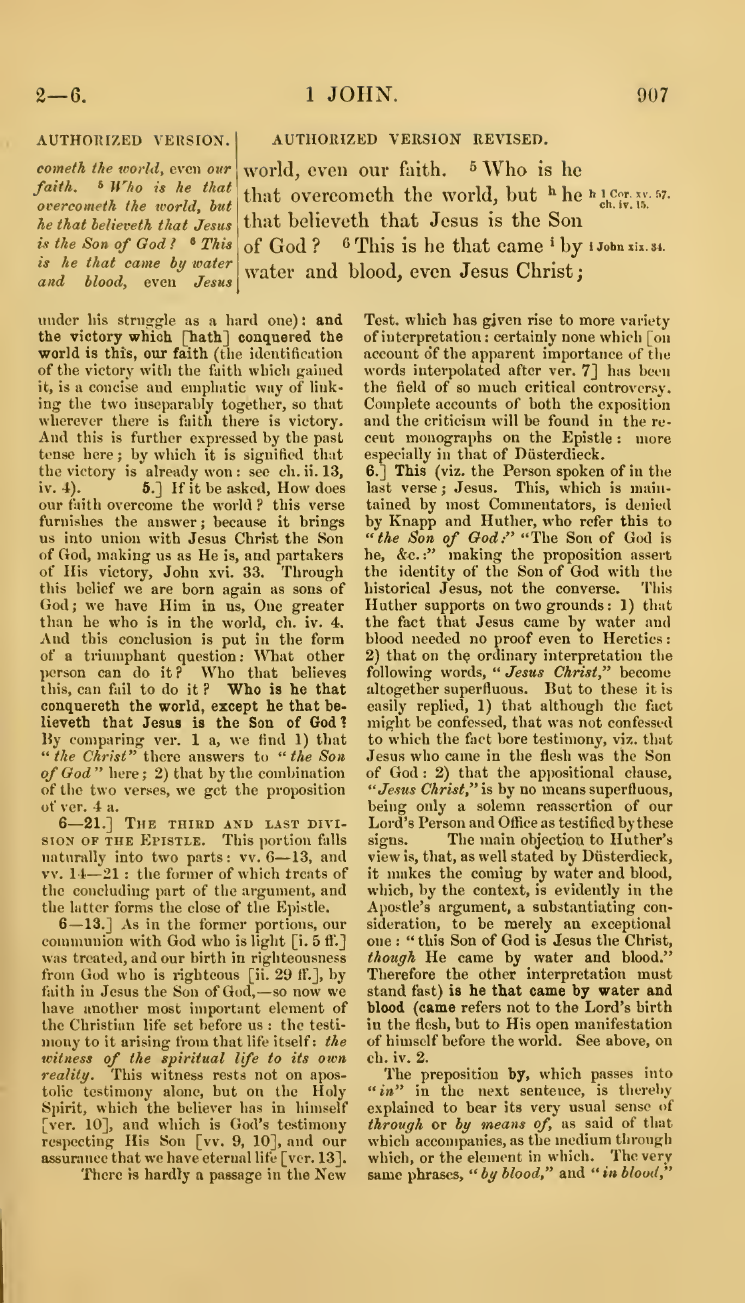 2—6.
1 JOHN.
907
AUTHORIZED VERSION.
cometh the world, even our
faith. 5 Who is he that
overcometh the world, but
he that believeth that Jesus
is the Son of God? 6 This
is he that came by water
and blood, even Jesus
AUTHORIZED VERSION REVISED.
world, even our faith. 5 Who is he
that overcometh the world, but h he
that believeth that Jesus is the Son
of God? 6 This is he that came i by
water and blood, even Jesus Christ;
h 1 Cor. xv. 57.
ch. iv. 15.
i John xix. 34.
under his struggle as a hard one): and
the victory which [hath] conquered the
world is this, our faith (the identification
of the victory with the faith which gained
it, is a concise and emphatic way of link-
ing the two inseparably together, so that
wherever there is faith there is victory.
And this is further expressed by the past
tense here; by which it is signified that
the victory is already won: see ch. ii. 13,
iv. 4). 5.] If it be asked, How does
our faith overcome the world? this verse
furnishes the answer; because it brings
us into union with Jesus Christ the Son
of God, making us as He is, and partakers
of His victory, John xvi. 33. Through
this belief we are born again as sons of
God; we have Him in us, One greater
than he who is in the world, ch. iv. 4.
And this conclusion is put in the form
of a triumphant question: What other
person can do it? Who that believes
this, can fail to do it? Who is he that
conquereth the world, except he that be-
lieveth that Jesus is the Son of God?
By comparing ver. 1 a, we find 1) that
"the Christ" there answers to "the Son
of God" here; 2) that by the combination
of the two verses, we get the proposition
of ver. 4 a.
6—21.] THE THIRD AND LAST DIVI-
SION OF THE EPISTLE. This portion falls
naturally into two parts: vv. 6—13, and
vv. 14—21: the former of which treats of
the concluding part of the argument, and
the latter forms the close of the Epistle.
6—13.] As in the former portions, our
communion with God who is light [i. 5 ff.]
was treated, and our birth in righteousness
from God who is righteous [ii. 29 ff.], by
faith in Jesus the Son of God,—so now we
have another most important element of
the Christian life set before us: the testi-
mony to it arising from that life itself: the
witness of the spiritual life to its own
reality. This witness rests not on apos-
tolic testimony alone, but on the Holy
Spirit, which the believer has in himself
[ver. 10], and which is God's testimony
respecting His Son [vv. 9, 10], and our
assurance that we have eternal life [ver. 13].
There is hardly a passage in the New
Test. which has given rise to more variety
of interpretation: certainly none which [on
account of the apparent importance of the
words interpolated after ver. 7] has been
the field of so much critical controversy.
Complete accounts of both the exposition
and the criticism will be found in the re-
cent monographs on the Epistle: more
especially in that of Düsterdieck.
6.] This (viz. the Person spoken of in the
last verse; Jesus. This, which is main-
tained by most Commentators, is denied
by Knapp and Huther, who refer this to
"the Son of God:" "The Son of God is
he, &c.:" making the proposition assert
the identity of the Son of God with the
historical Jesus, not the converse. This
Huther supports on two grounds: 1) that
the fact that Jesus came by water and
blood needed no proof even to Heretics:
2) that on the ordinary interpretation the
following words, "Jesus Christ," become
altogether superfluous. But to these it is
easily replied, 1) that although the fact
might be confessed, that was not confessed
to which the fact bore testimony, viz. that
Jesus who came in the flesh was the Son
of God: 2) that the appositional clause,
"Jesus Christ," is by no means superfluous,
being only a solemn reassertion of our
Lord's Person and Office as testified by these
signs. The main objection to Huther's
view is, that, as well stated by Düsterdieck,
it makes the coming by water and blood,
which, by the context, is evidently in the
Apostle's argument, a substantiating con-
sideration, to be merely an exceptional
one: "this Son of God is Jesus the Christ,
though He came by water and blood."
Therefore the other interpretation must
stand fast) is he that came by water and
blood (came refers not to the Lord's birth
in the flesh, but to His open manifestation
of himself before the world. See above, on
ch. iv. 2.
The preposition by, which passes into
"in" in the next sentence, is thereby
explained to bear its very usual sense of
through or by means of, as said of that
which accompanies, as the medium through
which, or the element in which. The very
same phrases, "by blood," and "in blood,"